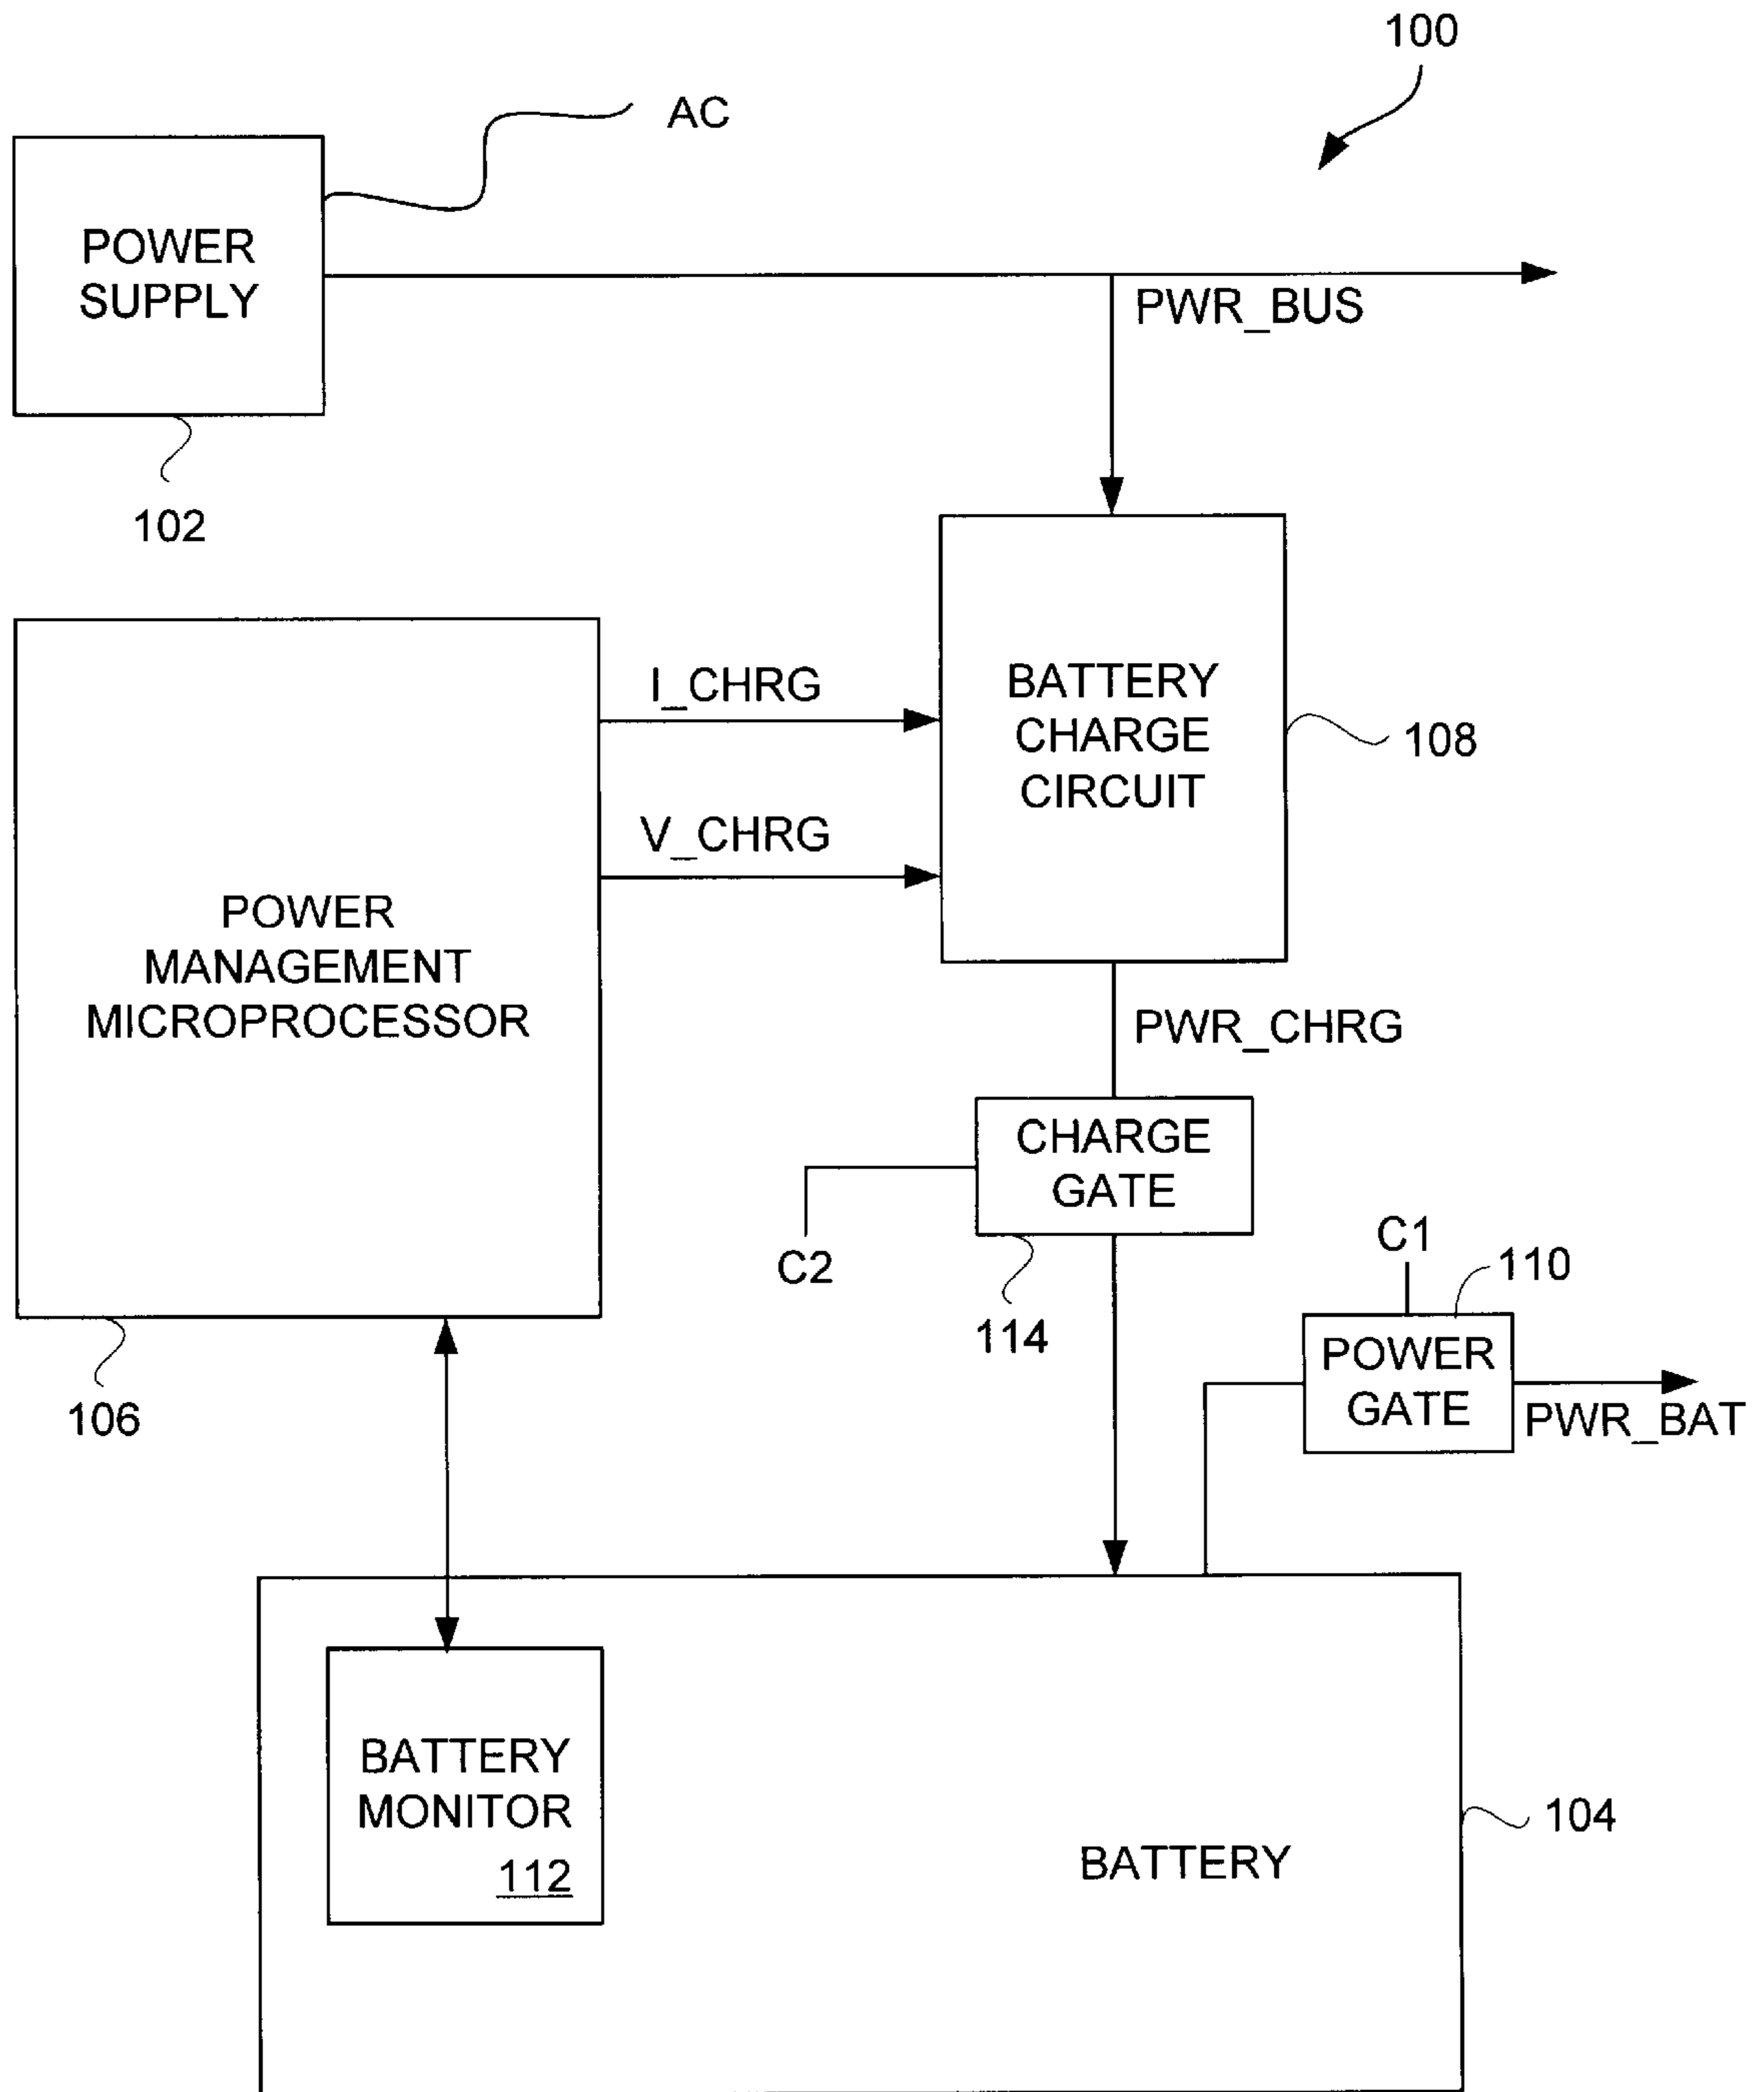 100
AC
POWER
SUPPLY
PWR_BUS
102
I_CHRG
BATTERY
CHARGE
CIRCUIT
108
V_CHRG
POWER
MANAGEMENT
MICROPROCESSOR
PWR_CHRG
CHARGE
GATE
C2
114
C1
110
POWER
GATE
PWR_BAT
106
BATTERY
MONITOR
112
BATTERY
104